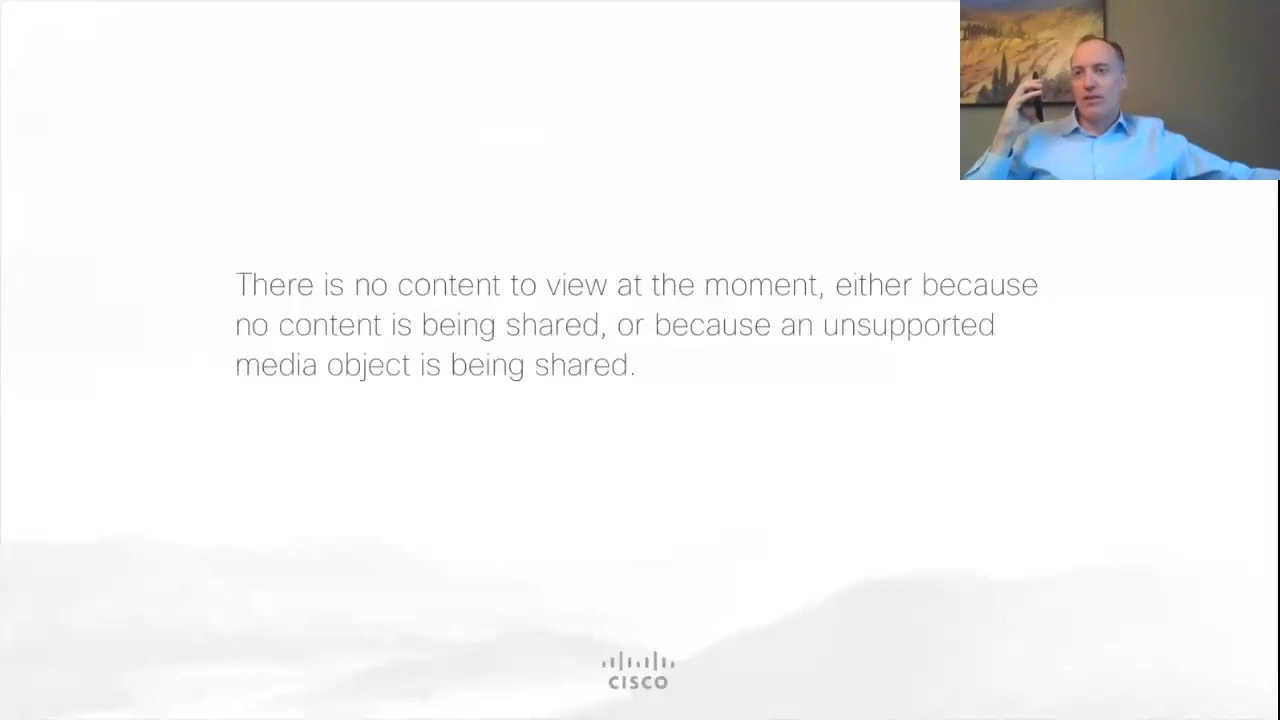 There is no content to view at the moment, either because
no content is being shared, or because an unsupported
media object is being shared.
CISCO